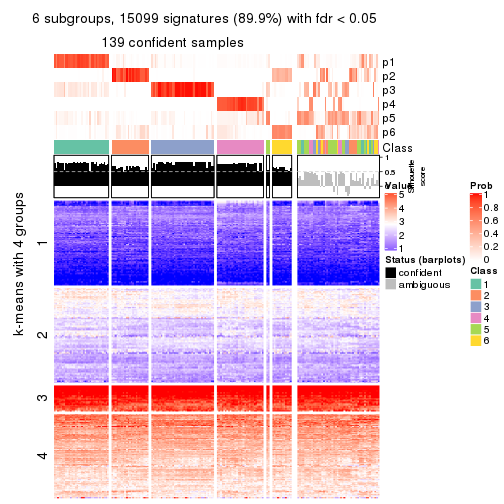 6 subgroups, 15099 signatures (89.9%) with fdr < 0.05
139 confident samples
p1
p2
p3
p4
p5
p6
Class
1
0.5
0
Silhouette
score
k-means with 4 groups
1
2
3
4
Value
5
4
3
2
1
Status (barplots)
confident
ambiguous
Prob
1
0.8
0.6
0.4
0.2
0
Class
1
2
3
4
5
6